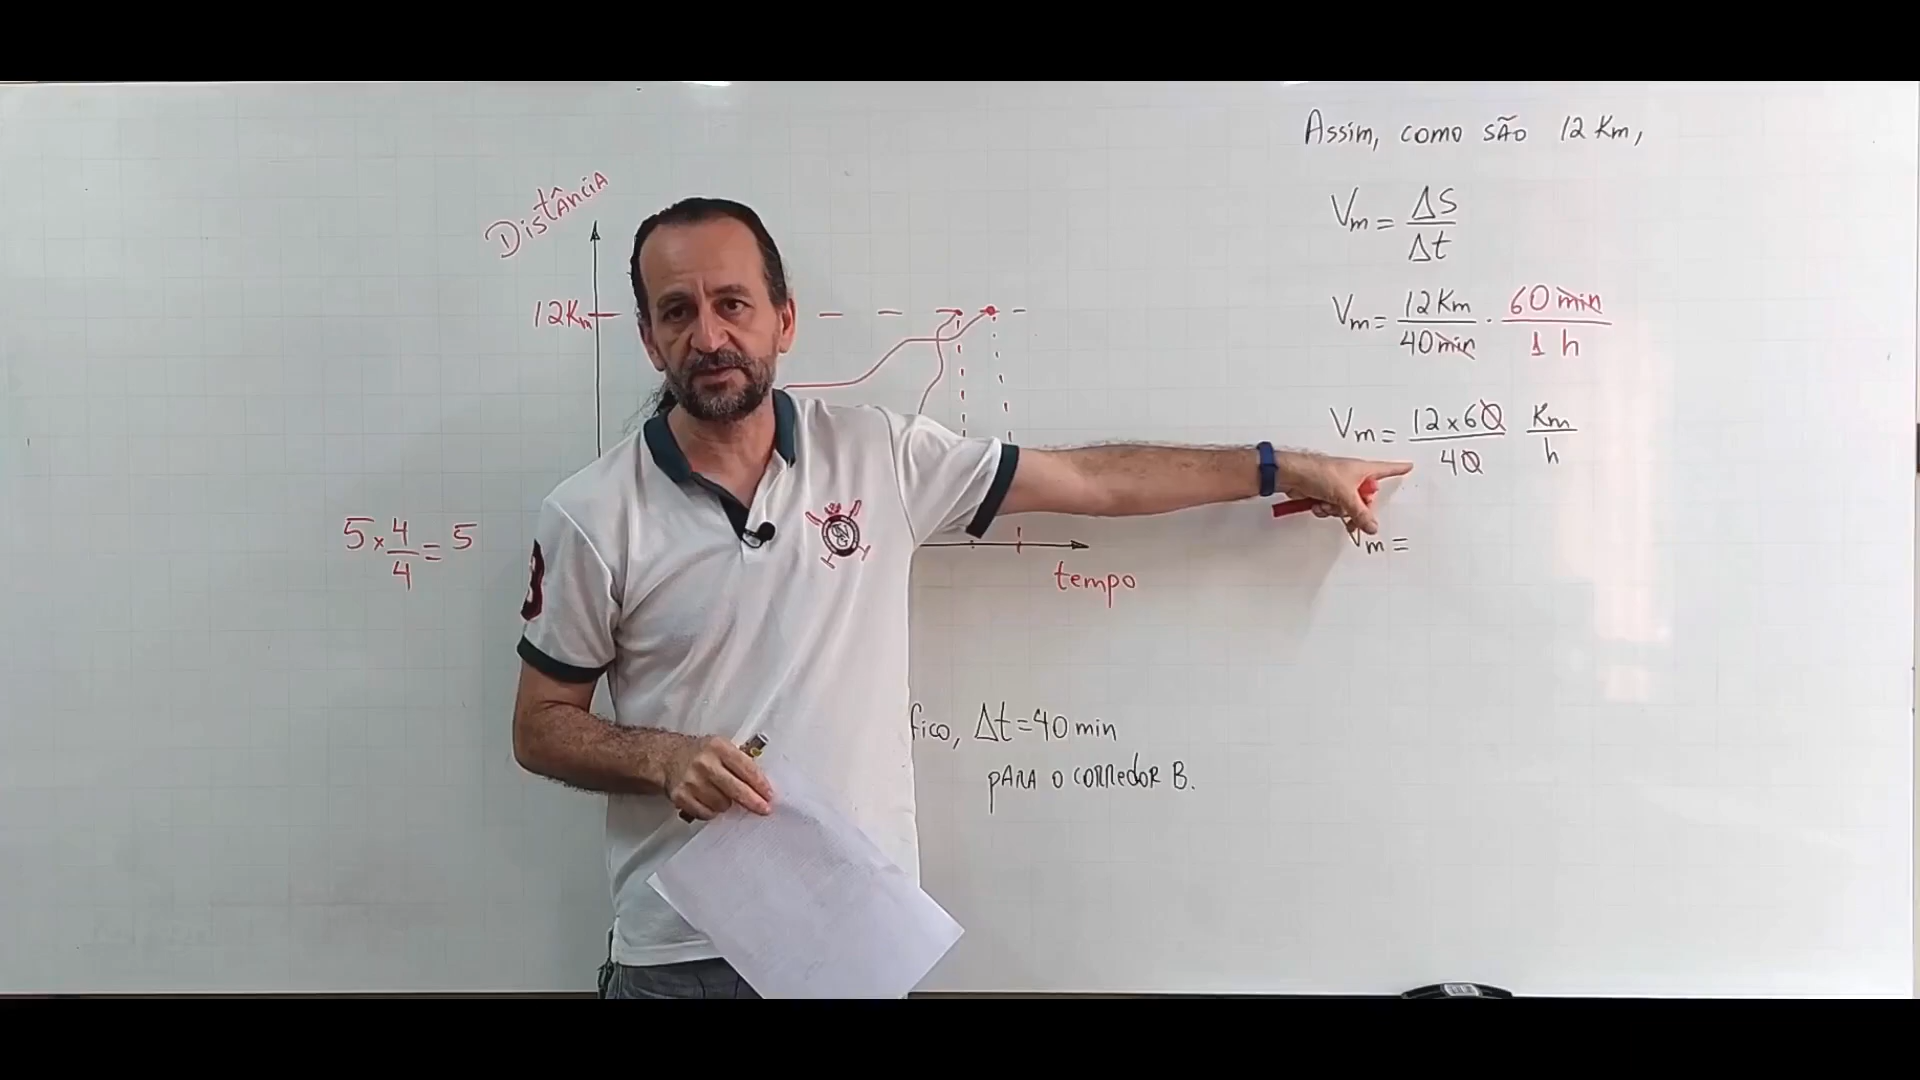 Distância
12Km
5 × 4/4 = 5
tempo
fico, Δt = 40 min
PARA O CORREDOR B.
Assim, como são 12 Km,
Vm = ΔS/Δt
Vm = 12 Km/40 min · 60 min/1 h
Vm = 12 × 60/40 Km/h
Vm =